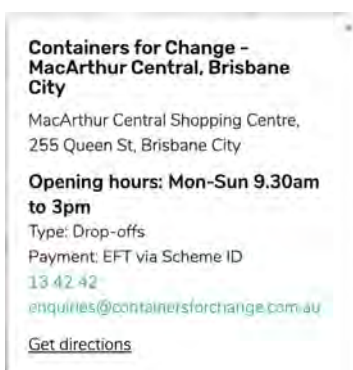 Containers for Change –
MacArthur Central, Brisbane
City
MacArthur Central Shopping Centre,
255 Queen St, Brisbane City
Opening hours: Mon-Sun 9.30am
to 3pm
Type: Drop-offs
Payment: EFT via Scheme ID
13 42 42
enquiries@containersforchange.com.au
Get directions